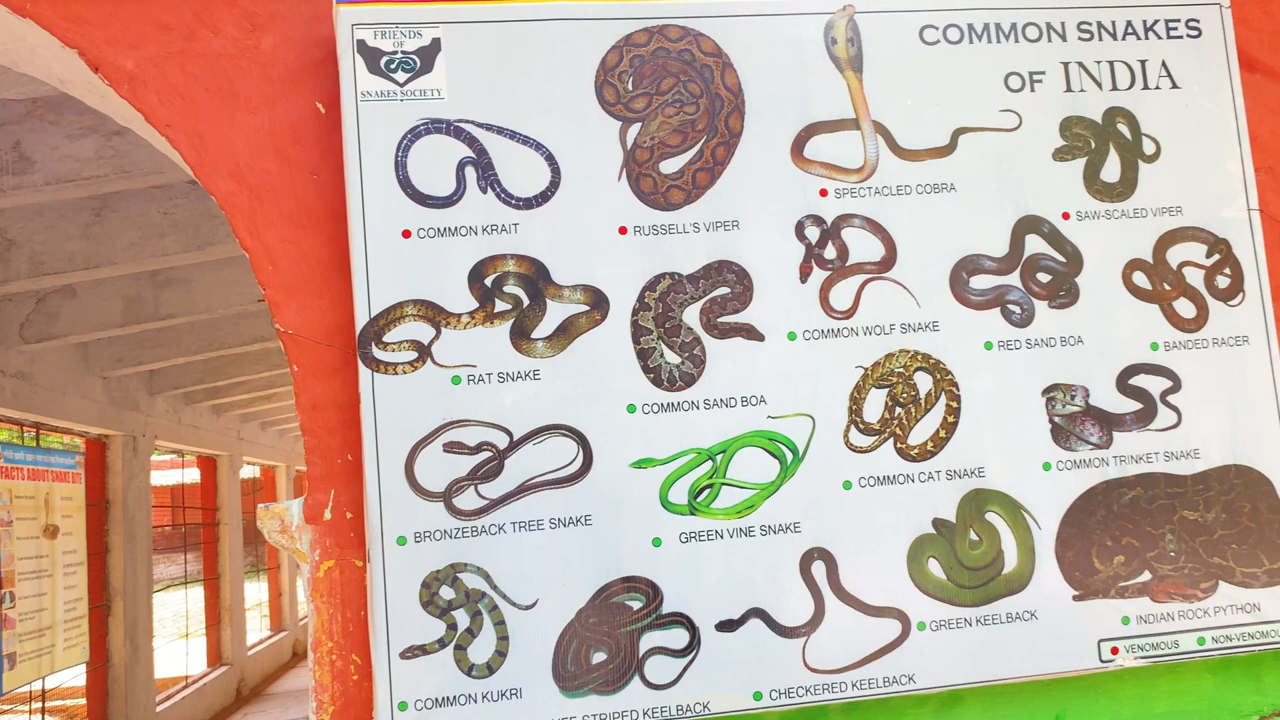 FRIENDS
OF
SNAKES SOCIETY
COMMON SNAKES
OF INDIA
COMMON KRAIT
RUSSELL'S VIPER
SPECTACLED COBRA
SAW-SCALED VIPER
RAT SNAKE
COMMON SAND BOA
COMMON WOLF SNAKE
RED SAND BOA
BANDED RACER
BRONZEBACK TREE SNAKE
GREEN VINE SNAKE
COMMON CAT SNAKE
COMMON TRINKET SNAKE
COMMON KUKRI
STRIPED KEELBACK
CHECKERED KEELBACK
GREEN KEELBACK
INDIAN ROCK PYTHON
VENOMOUS
NON-VENOMOU
FACTS ABOUT SNAKE BITE